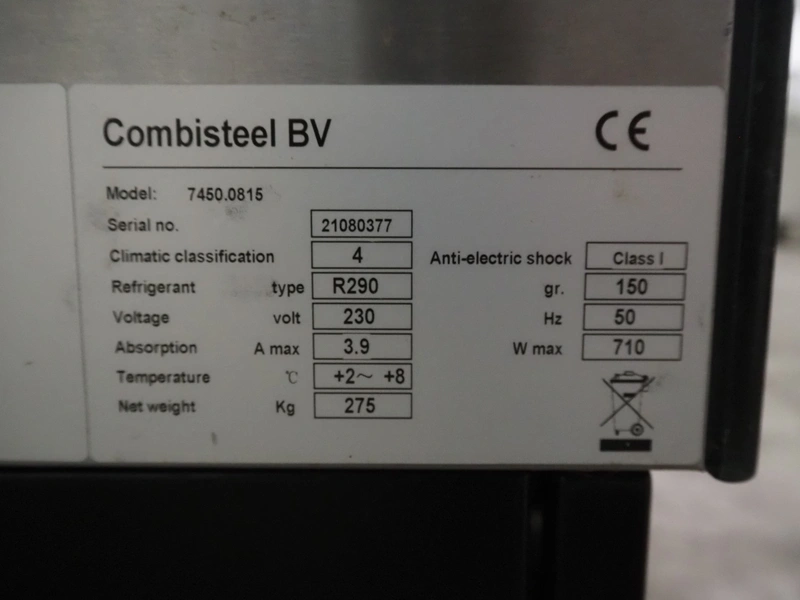 Combisteel BV CE
Model: 7450.0815
Serial no. 21080377
Climatic classification 4 Anti-electric shock Class I
Refrigerant type R290 gr. 150
Voltage volt 230 Hz 50
Absorption A max 3.9 W max 710
Temperature ℃ +2～ +8
Net weight Kg 275